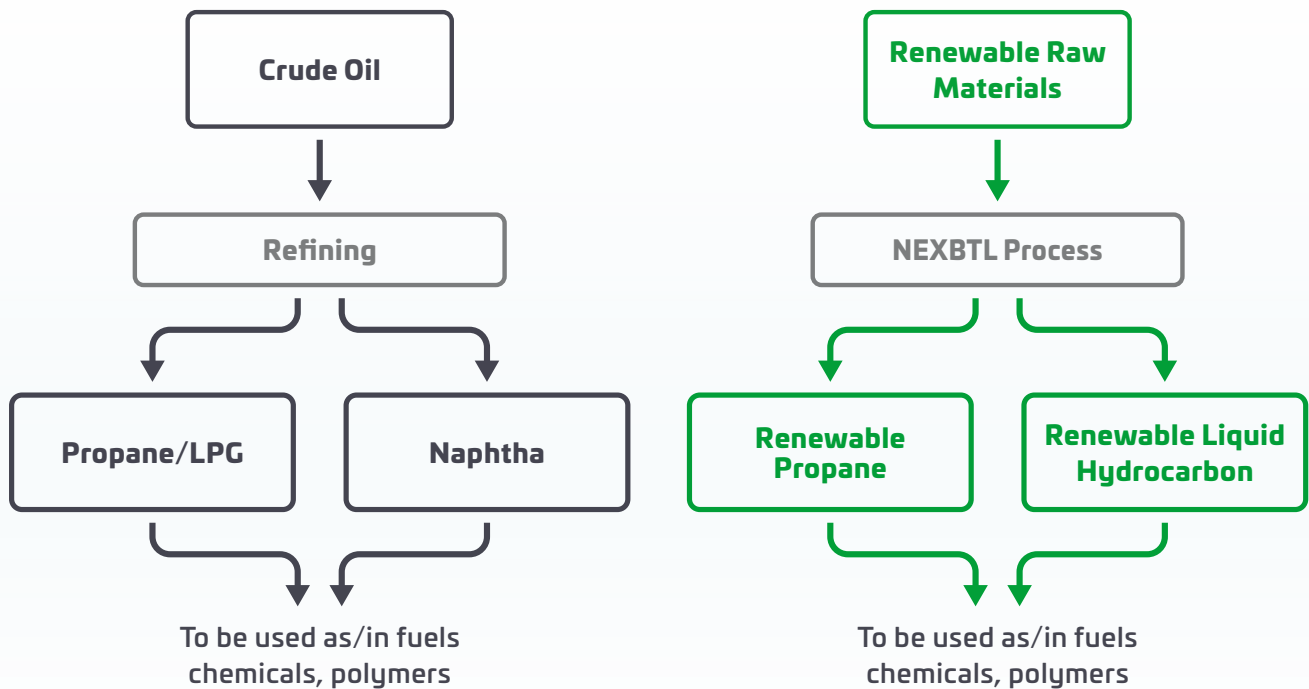 Crude Oil
Refining
Propane/LPG
Naphtha
To be used as/in fuels
chemicals, polymers
Renewable Raw
Materials
NEXBTL Process
Renewable
Propane
Renewable Liquid
Hydrocarbon
To be used as/in fuels
chemicals, polymers